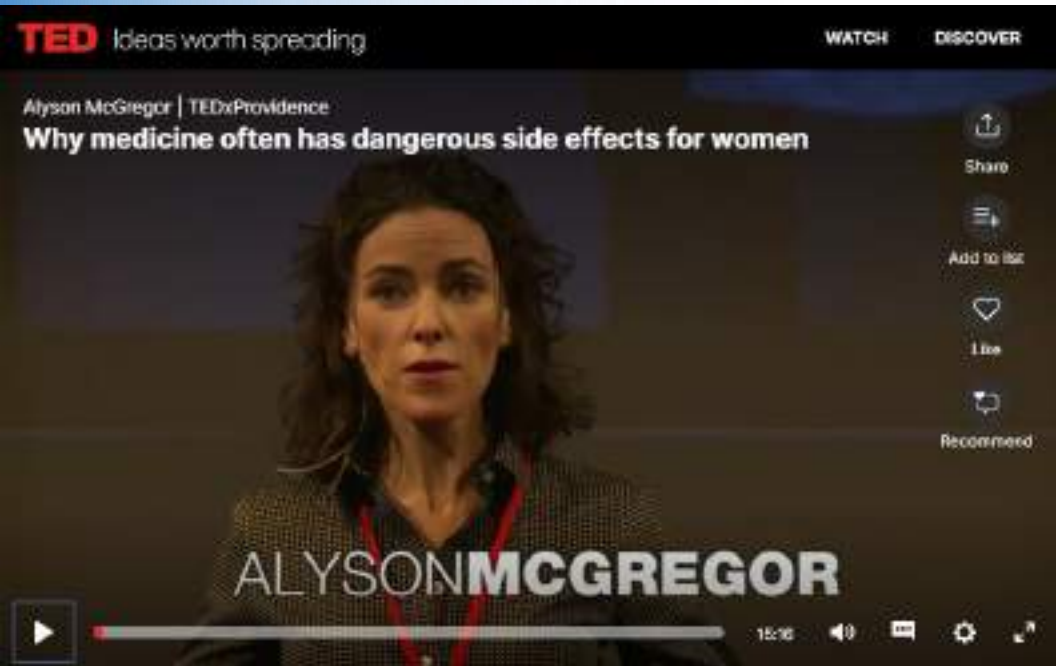 TED Ideas worth spreading WATCH DISCOVER
Alyson McGregor | TEDxProvidence
Why medicine often has dangerous side effects for women
Share
Add to list
Like
Recommend
ALYSONMCGREGOR
15:16